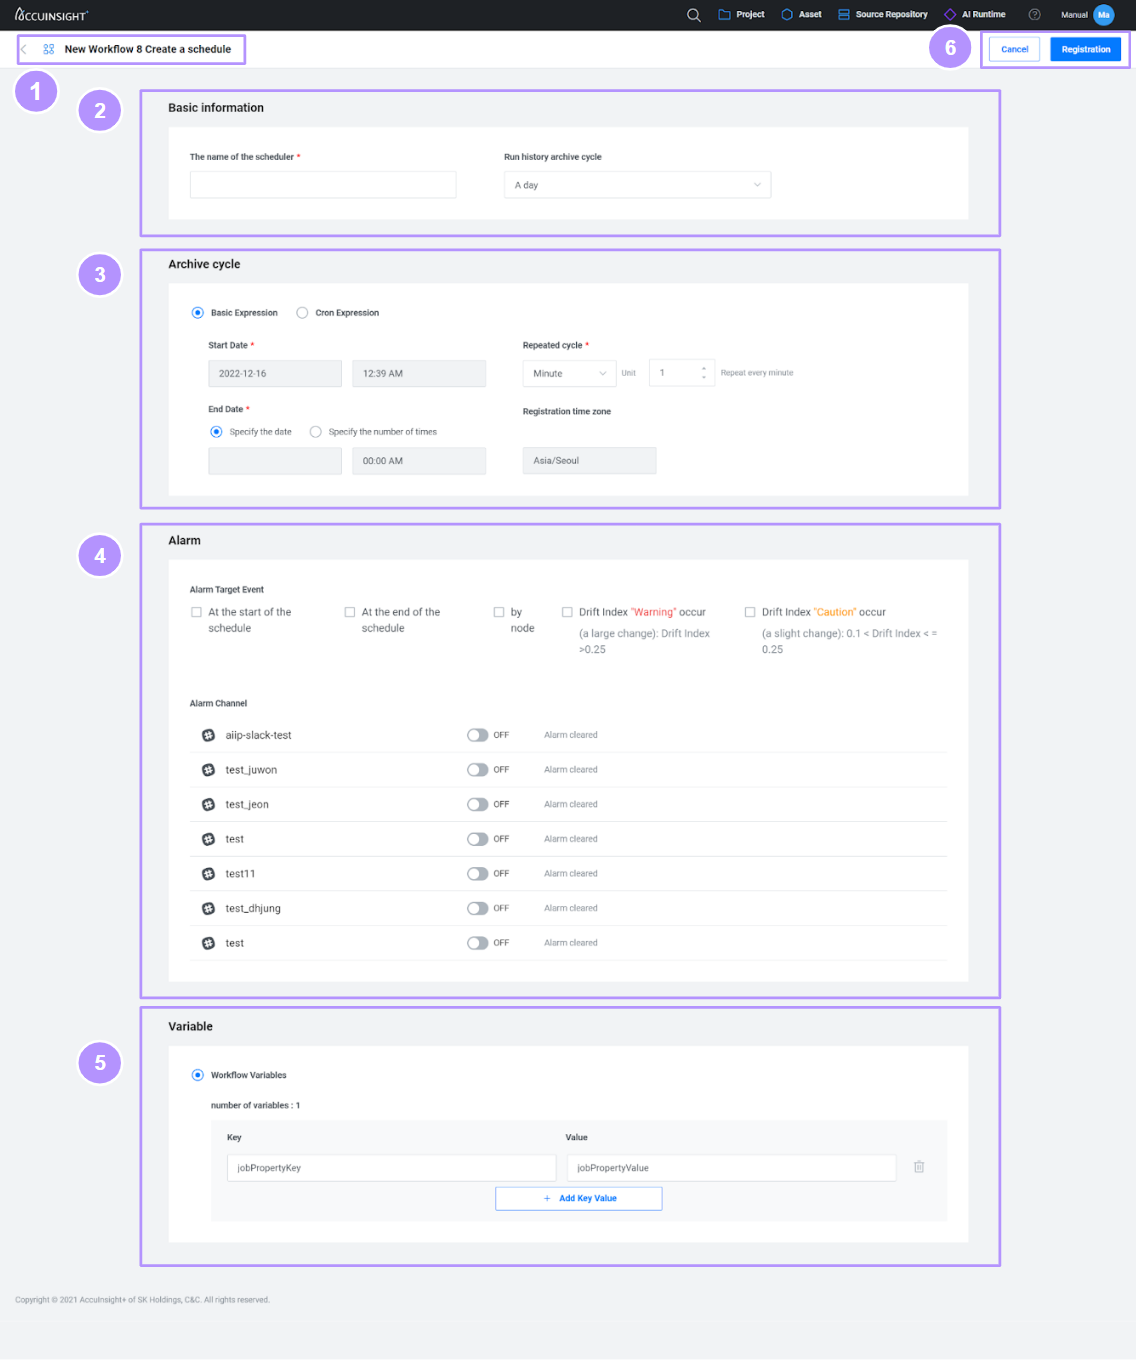 ACCUINSIGHT+
Project Asset Source Repository AI Runtime ? Manual Ma
New Workflow 8 Create a schedule
6
Cancel Registration
1
2
Basic information
The name of the scheduler * Run history archive cycle
A day
3
Archive cycle
Basic Expression Cron Expression
Start Date * Repeated cycle *
2022-12-16 12:39 AM Minute Unit 1 Repeat every minute
End Date * Registration time zone
Specify the date Specify the number of times
00:00 AM Asia/Seoul
4
Alarm
Alarm Target Event
At the start of the schedule
At the end of the schedule
by node
Drift Index "Warning" occur
(a large change): Drift Index >0.25
Drift Index "Caution" occur
(a slight change): 0.1 < Drift Index < = 0.25
Alarm Channel
aiip-slack-test OFF Alarm cleared
test_juwon OFF Alarm cleared
test_jeon OFF Alarm cleared
test OFF Alarm cleared
test11 OFF Alarm cleared
test_dhjung OFF Alarm cleared
test OFF Alarm cleared
5
Variable
Workflow Variables
number of variables : 1
Key Value
jobPropertyKey jobPropertyValue
+ Add Key Value
Copyright © 2021 AccuInsight+ of SK Holdings, C&C. All rights reserved.